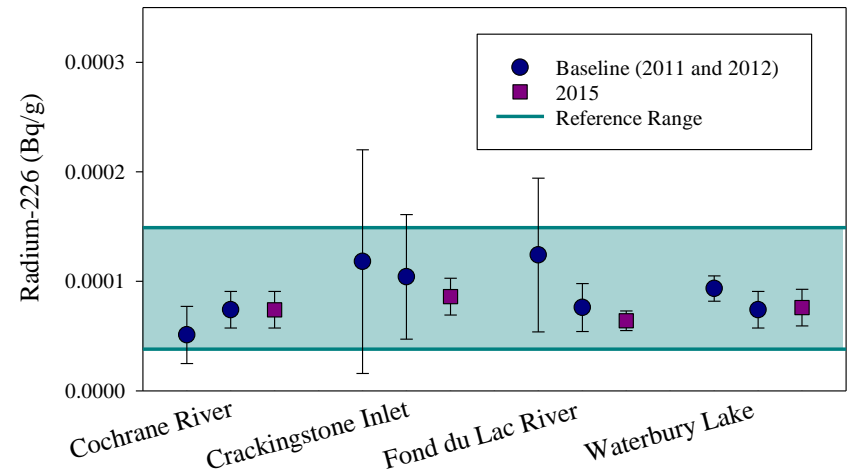 Radium-226 (Bq/g)
0.0003
0.0002
0.0001
0.0000
Baseline (2011 and 2012)
2015
Reference Range
Cochrane River
Crackingstone Inlet
Fond du Lac River
Waterbury Lake